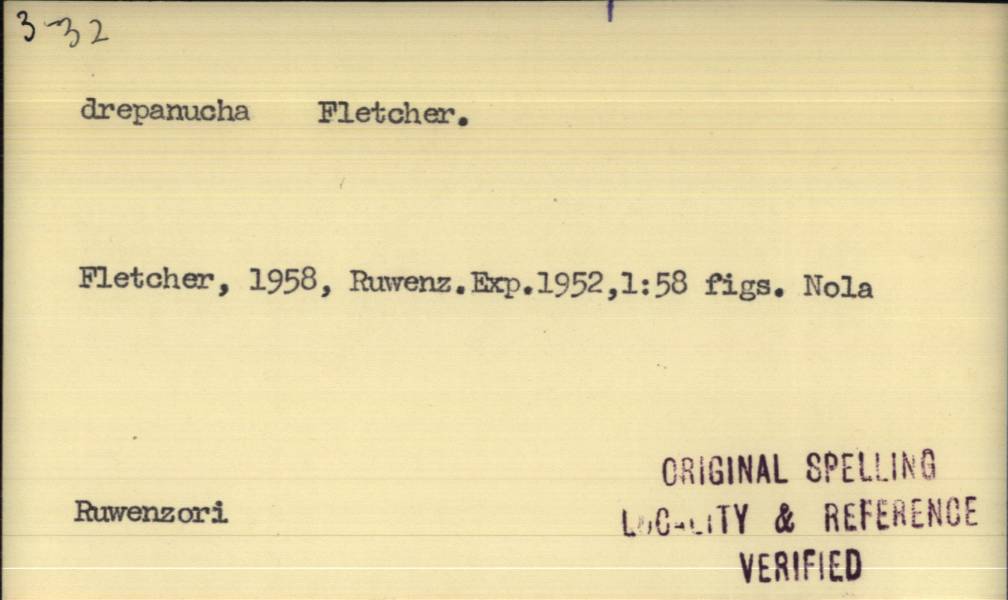 3-32
drepanucha Fletcher.
Fletcher, 1958, Ruwenz.Exp.1952,1:58 figs. Nola
Ruwenzori
ORIGINAL SPELLING
LOCALITY & REFERENCE
VERIFIED